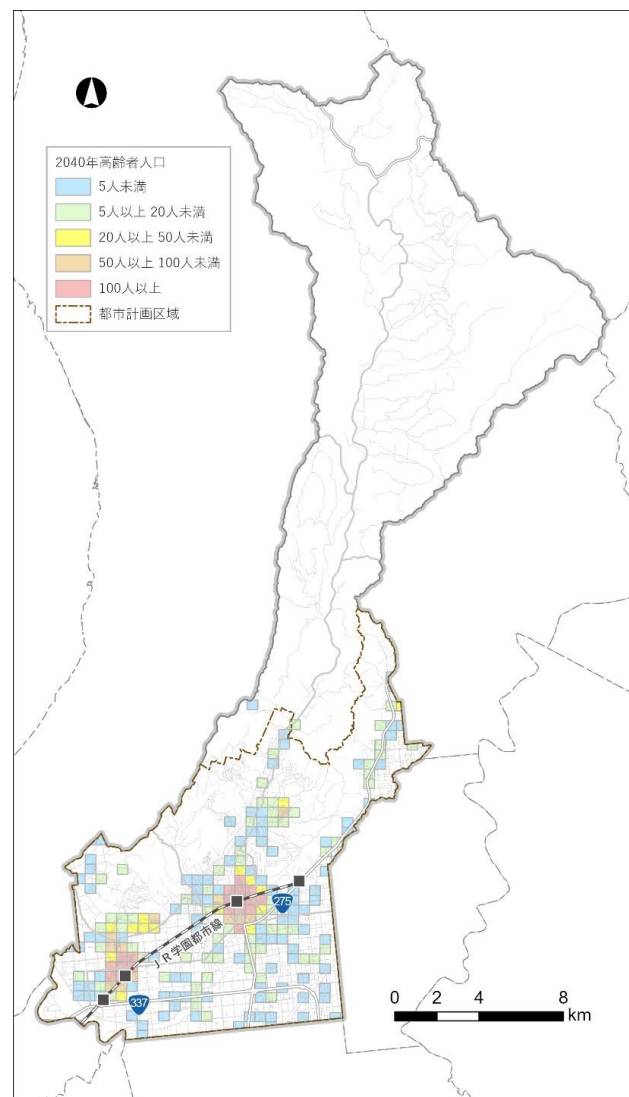 2040年高齢者人口
5人未満
5人以上 20人未満
20人以上 50人未満
50人以上 100人未満
100人以上
都市計画区域
275
JR学園都市線
337
0 2 4 8
km